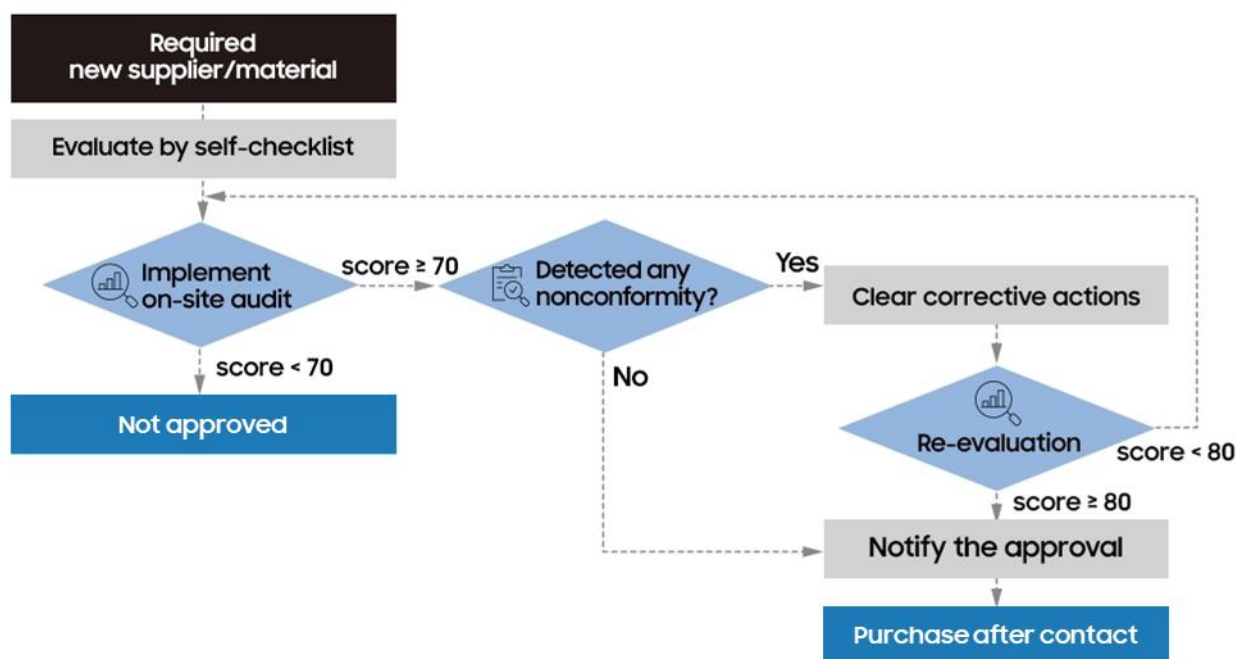 Required
new supplier/material
Evaluate by self-checklist
Implement
on-site audit
score ≥ 70
Detected any
nonconformity?
Yes
Clear corrective actions
score < 70
No
Not approved
Re-evaluation
score < 80
score ≥ 80
Notify the approval
Purchase after contact